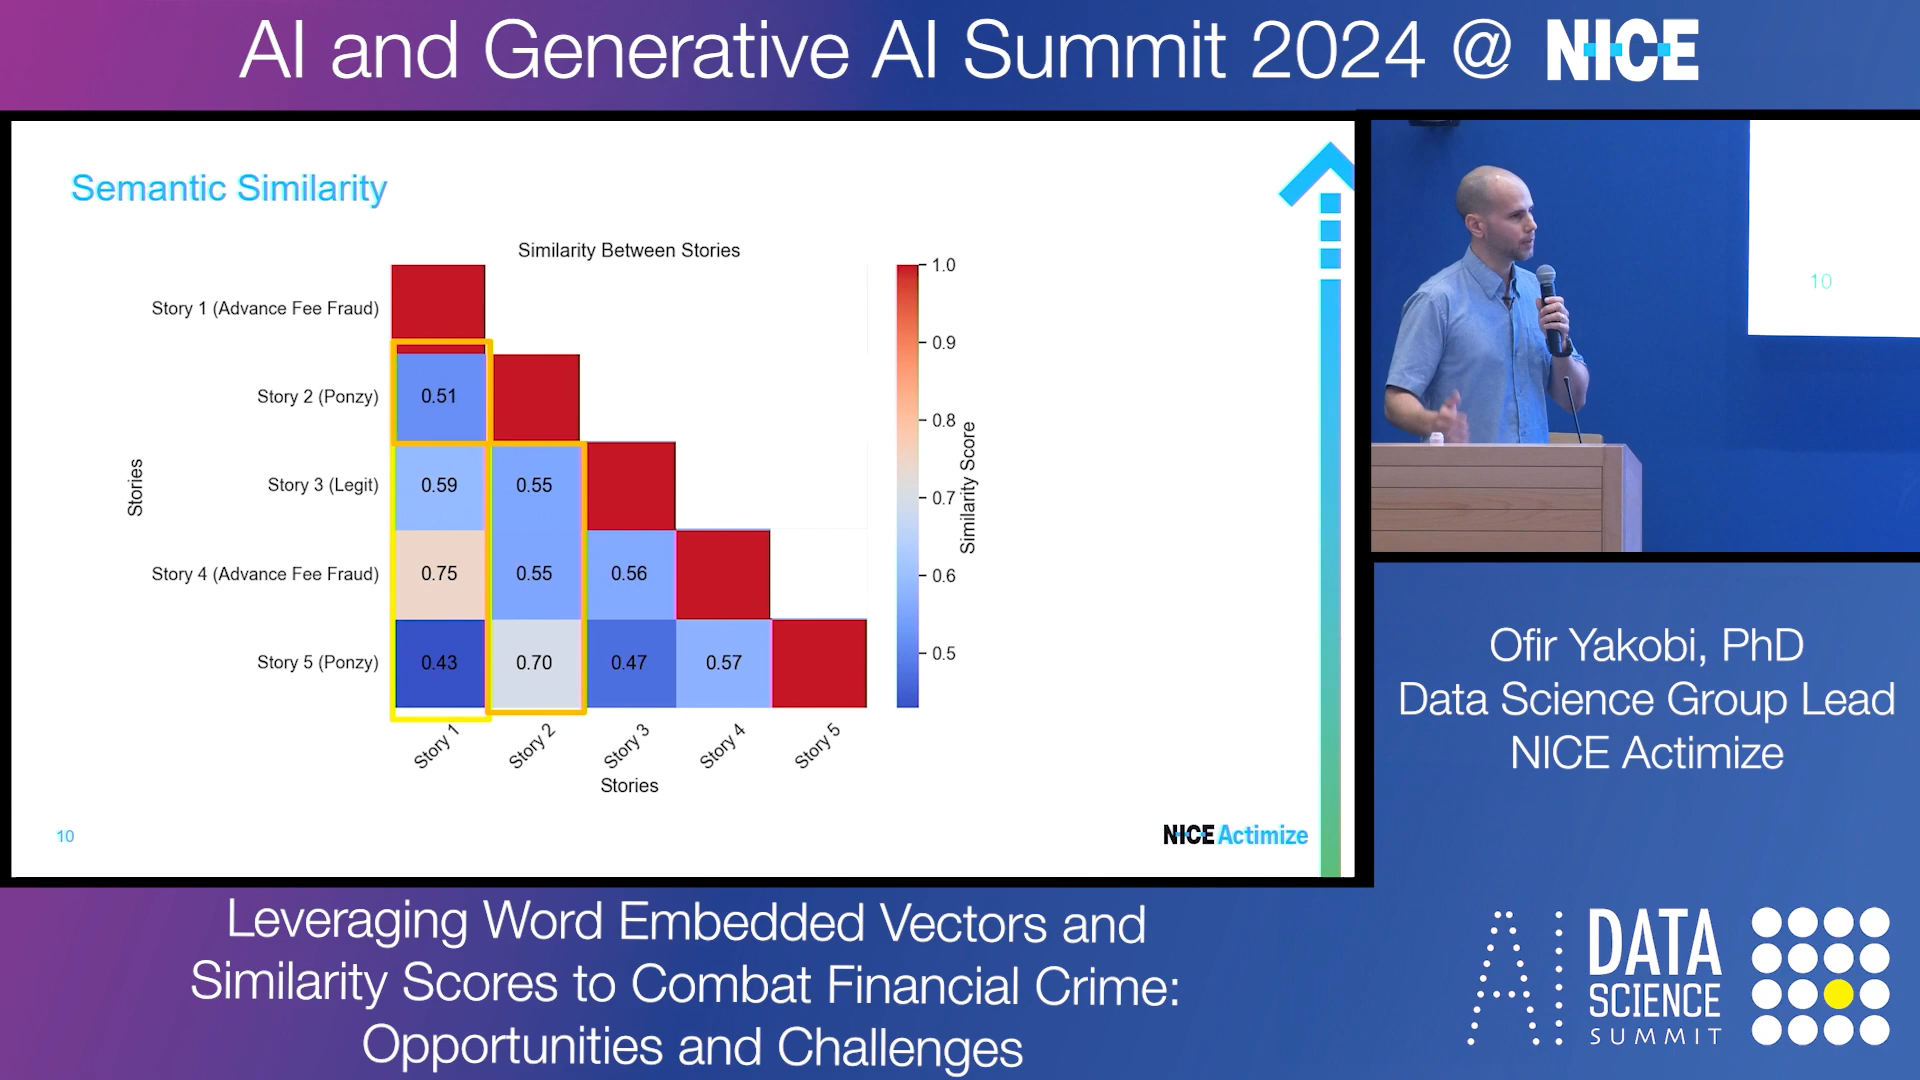 AI and Generative AI Summit 2024 @ NICE
Semantic Similarity
Similarity Between Stories
Story 1 (Advance Fee Fraud)
Story 2 (Ponzy)
Story 3 (Legit)
Story 4 (Advance Fee Fraud)
Story 5 (Ponzy)
Stories
0.51
0.59 0.55
0.75 0.55 0.56
0.43 0.70 0.47 0.57
Story 1 Story 2 Story 3 Story 4 Story 5
Stories
1.0
0.9
0.8
0.7
0.6
0.5
Similarity Score
10
NICE Actimize
10
Ofir Yakobi, PhD
Data Science Group Lead
NICE Actimize
Leveraging Word Embedded Vectors and
Similarity Scores to Combat Financial Crime:
Opportunities and Challenges
AI DATA
SCIENCE
SUMMIT